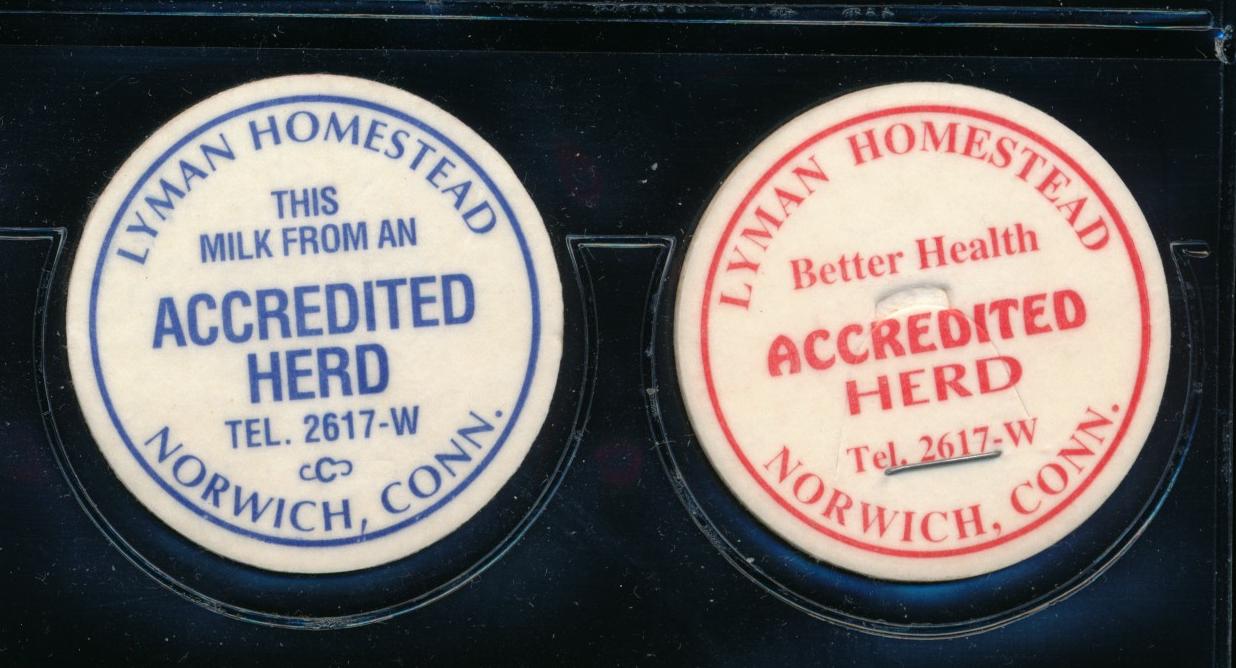 LYMAN HOMESTEAD
THIS
MILK FROM AN
ACCREDITED
HERD
TEL. 2617-W
NORWICH, CONN.
LYMAN HOMESTEAD
Better Health
ACCREDITED
HERD
Tel. 2617-W
NORWICH, CONN.